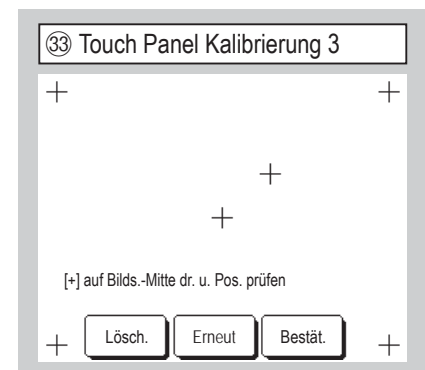 ㉝ Touch Panel Kalibrierung 3
[+] auf Bilds.-Mitte dr. u. Pos. prüfen
Lösch. Erneut Bestät.